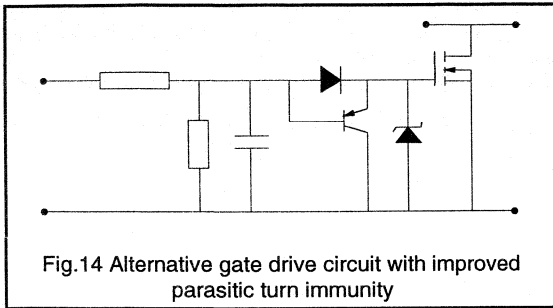 Fig.14 Alternative gate drive circuit with improved
parasitic turn immunity